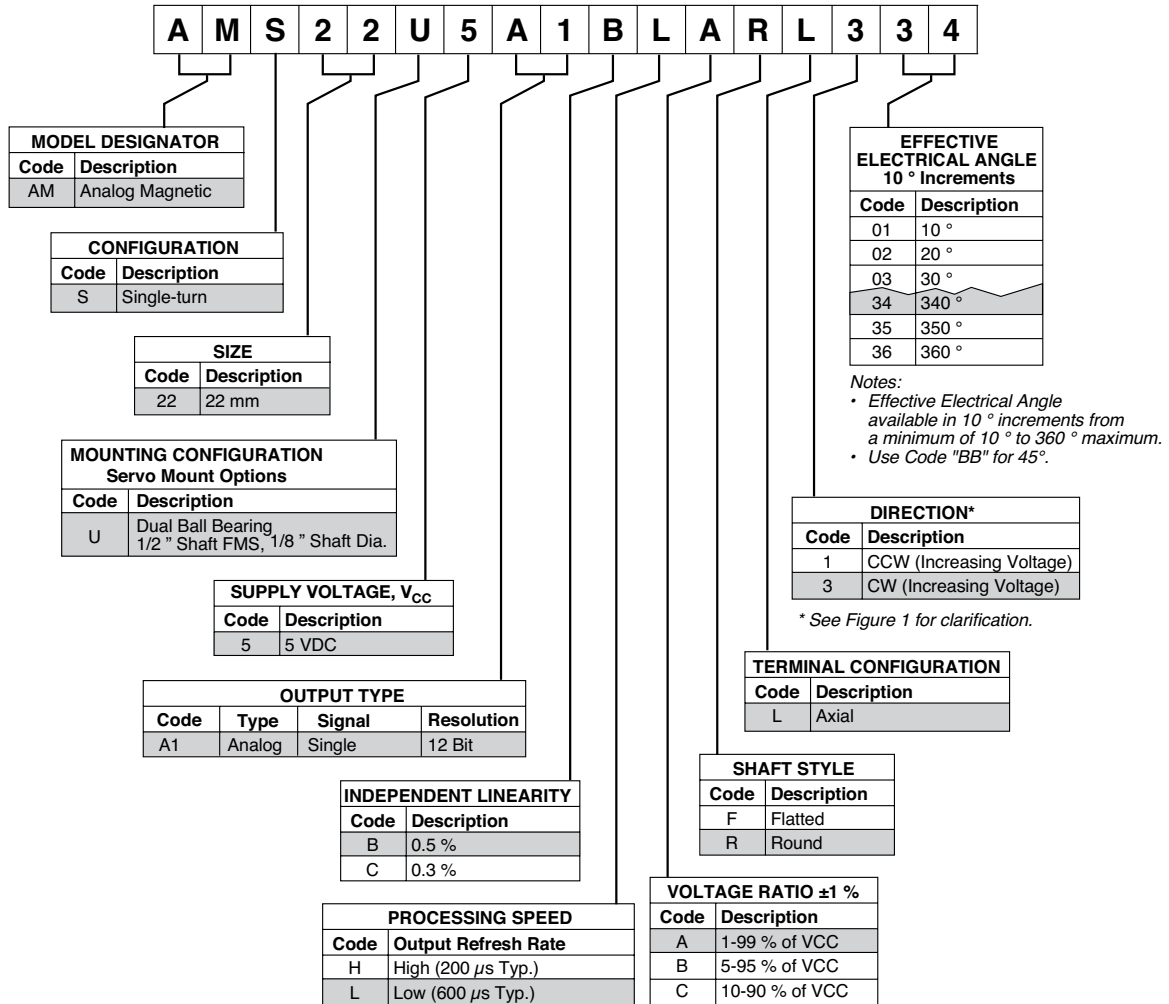 A M S 2 2 U 5 A 1 B L A R L 3 3 4
MODEL DESIGNATOR
Code Description
AM Analog Magnetic
CONFIGURATION
Code Description
S Single-turn
SIZE
Code Description
22 22 mm
MOUNTING CONFIGURATION
Servo Mount Options
Code Description
U Dual Ball Bearing
1/2 " Shaft FMS, 1/8 " Shaft Dia.
SUPPLY VOLTAGE, VCC
Code Description
5 5 VDC
OUTPUT TYPE
Code Type Signal Resolution
A1 Analog Single 12 Bit
INDEPENDENT LINEARITY
Code Description
B 0.5 %
C 0.3 %
PROCESSING SPEED
Code Output Refresh Rate
H High (200 µs Typ.)
L Low (600 µs Typ.)
VOLTAGE RATIO ±1 %
Code Description
A 1-99 % of VCC
B 5-95 % of VCC
C 10-90 % of VCC
SHAFT STYLE
Code Description
F Flatted
R Round
TERMINAL CONFIGURATION
Code Description
L Axial
DIRECTION*
Code Description
1 CCW (Increasing Voltage)
3 CW (Increasing Voltage)
* See Figure 1 for clarification.
EFFECTIVE
ELECTRICAL ANGLE
10 ° Increments
Code Description
01 10 °
02 20 °
03 30 °
34 340 °
35 350 °
36 360 °
Notes:
• Effective Electrical Angle
available in 10 ° increments from
a minimum of 10 ° to 360 ° maximum.
• Use Code "BB" for 45°.